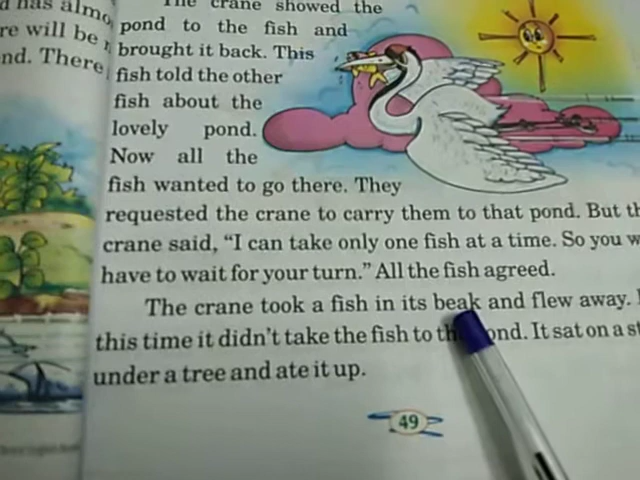 The crane showed the
pond to the fish and
brought it back. This
fish told the other
fish about the
lovely pond.
Now all the
fish wanted to go there. They
requested the crane to carry them to that pond. But
crane said, "I can take only one fish at a time. So you
have to wait for your turn." All the fish agreed.
The crane took a fish in its beak and flew away.
this time it didn't take the fish to the pond. It sat on a
under a tree and ate it up.
49
has almo
re will be
nd. There